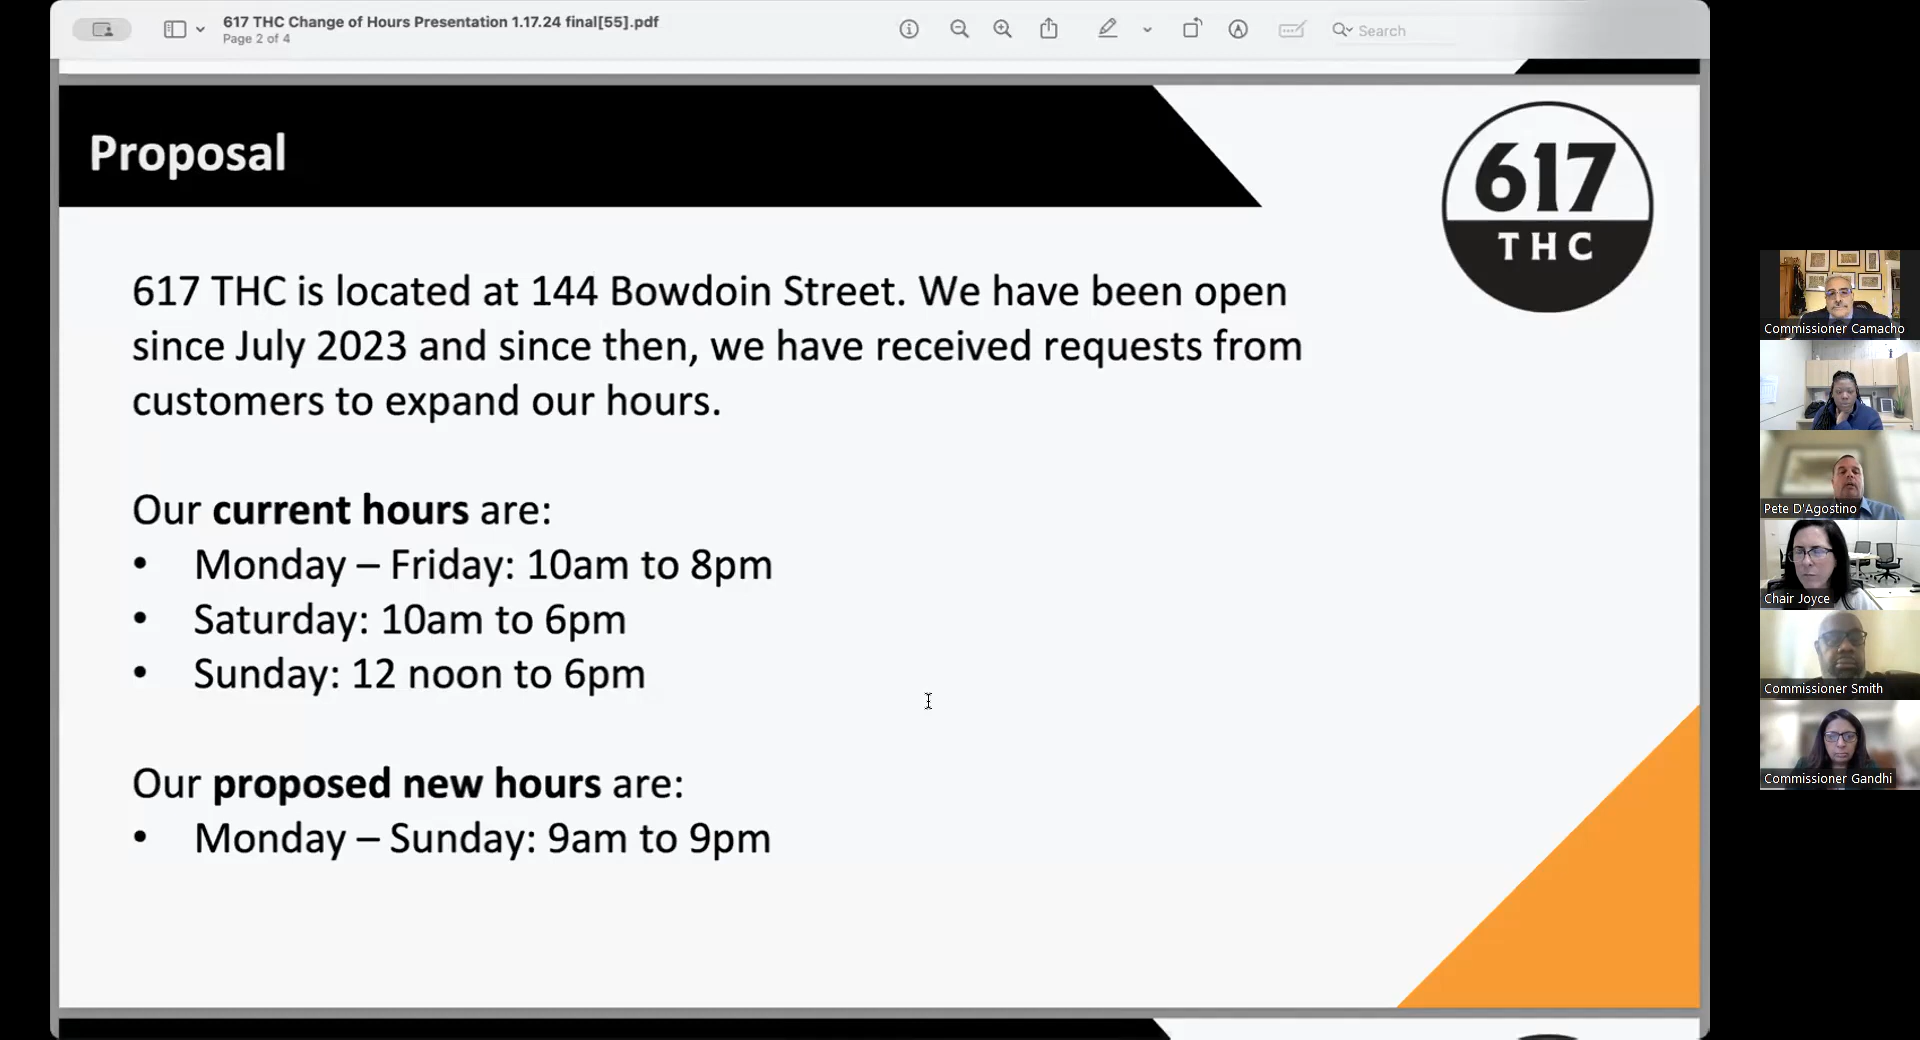 617 THC Change of Hours Presentation 1.17.24 final[55].pdf
Page 2 of 4
Search
Proposal
617
THC
617 THC is located at 144 Bowdoin Street. We have been open
since July 2023 and since then, we have received requests from
customers to expand our hours.
Our current hours are:
• Monday – Friday: 10am to 8pm
• Saturday: 10am to 6pm
• Sunday: 12 noon to 6pm
Our proposed new hours are:
• Monday – Sunday: 9am to 9pm
Commissioner Camacho
Pete D'Agostino
Chair Joyce
Commissioner Smith
Commissioner Gandhi